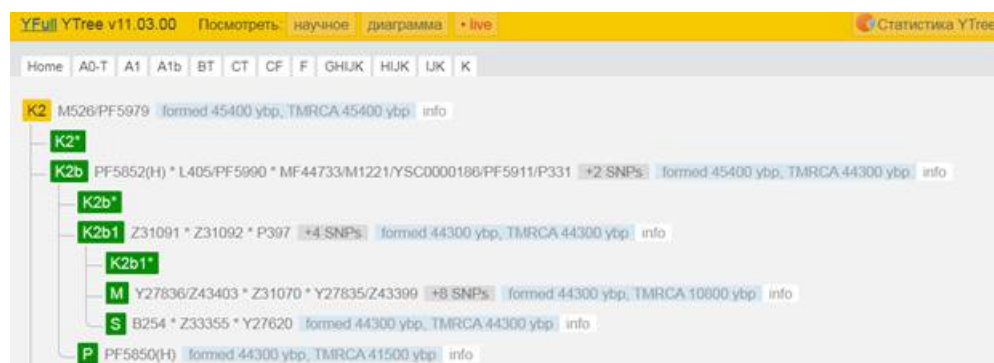 YFull YTree v11.03.00 Посмотреть: научное диаграмма • live Статистика YTree
Home A0-T A1 A1b BT CT CF F GHIJK HIJK IJK K
K2 M526/PF5979 formed 45400 ybp, TMRCA 45400 ybp info
K2*
K2b PF5852(H) * L405/PF5990 * MF44733/M1221/YSC0000186/PF5911/P331 +2 SNPs formed 45400 ybp, TMRCA 44300 ybp info
K2b*
K2b1 Z31091 * Z31092 * P397 +4 SNPs formed 44300 ybp, TMRCA 44300 ybp info
K2b1*
M Y27836/Z43403 * Z31070 * Y27835/Z43399 +8 SNPs formed 44300 ybp, TMRCA 10600 ybp info
S B254 * Z33355 * Y27620 formed 44300 ybp, TMRCA 44300 ybp info
P PF5850(H) formed 44300 ybp, TMRCA 41500 ybp info